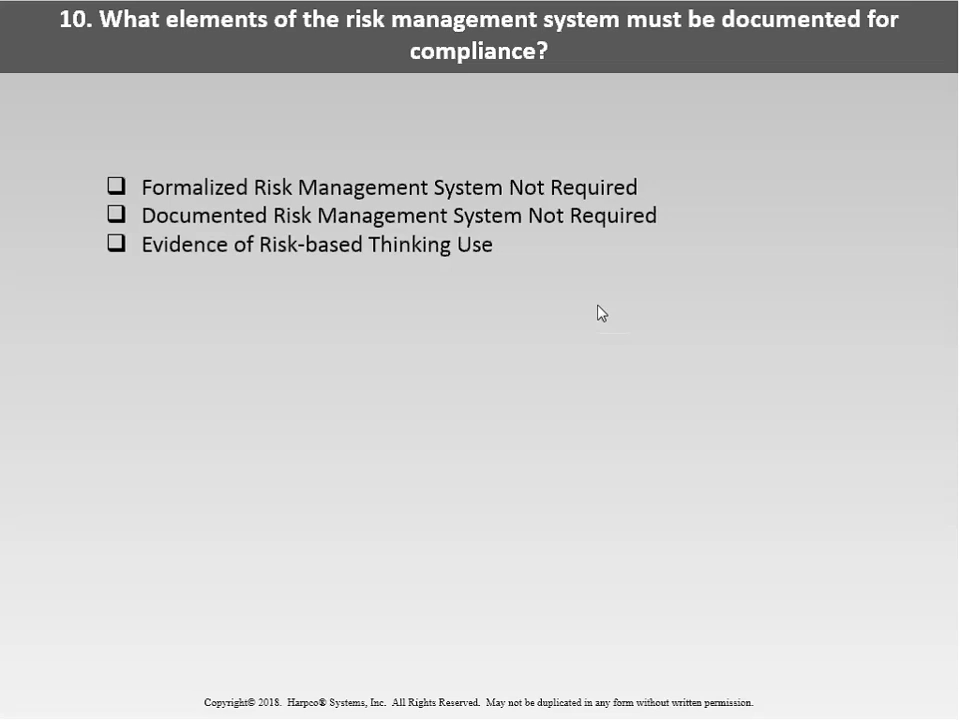 10. What elements of the risk management system must be documented for
compliance?
Formalized Risk Management System Not Required
Documented Risk Management System Not Required
Evidence of Risk-based Thinking Use
Copyright© 2018. Harpco® Systems, Inc. All Rights Reserved. May not be duplicated in any form without written permission.